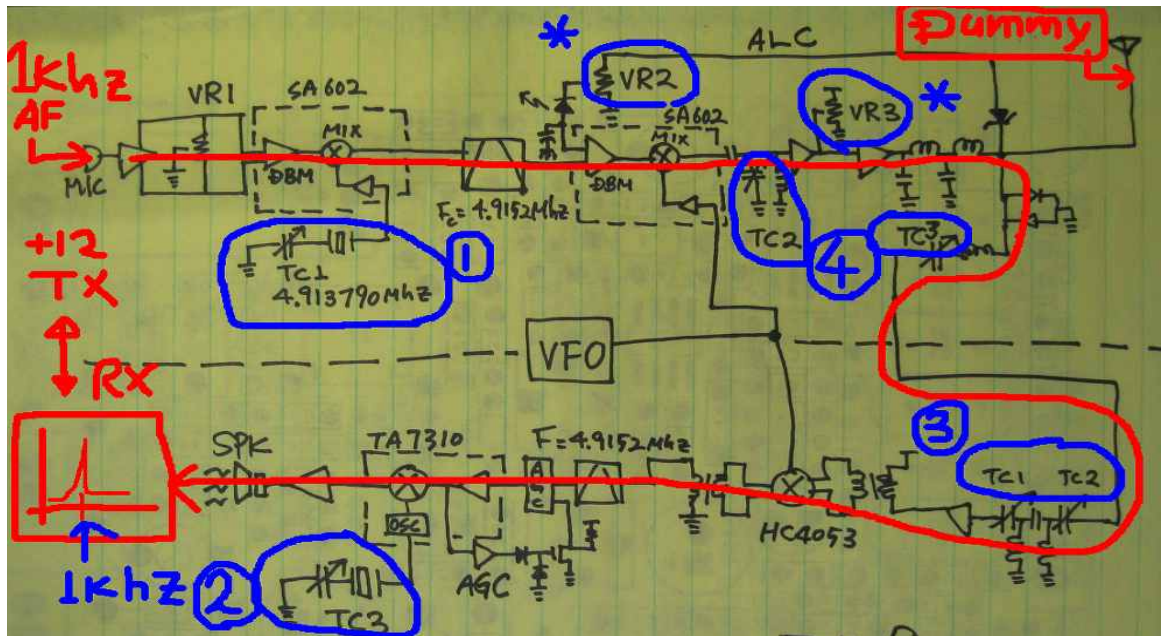 Dummy
ALC
*
VR2
1Khz
AF
VR1
SA602
SA602
VR3
*
MIX
MIX
MIC
DBM
DBM
Fc=4.9152Mhz
TC2
TC3
+12
TX
TC1
4.913790Mhz
1
4
VFO
RX
3
SPK
TA7310
F=4.9152Mhz
AGC
TC1 TC2
OSC
HC4053
1Khz
2
TC3
AGC